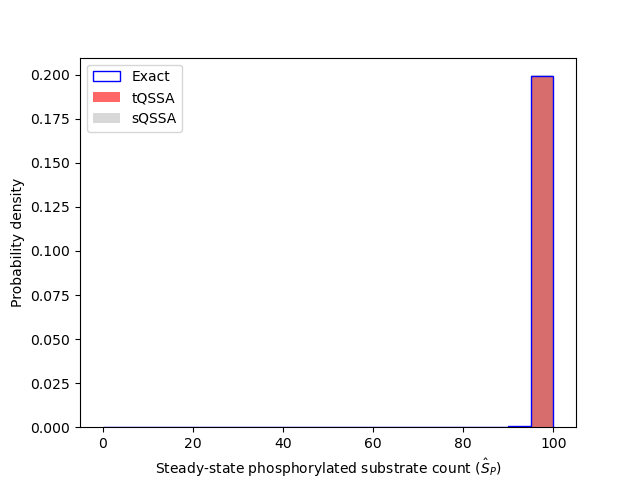 Exact
tQSSA
sQSSA
0.200
0.175
0.150
0.125
0.100
0.075
0.050
0.025
0.000
Probability density
0 20 40 60 80 100
Steady-state phosphorylated substrate count (Ŝ_P)